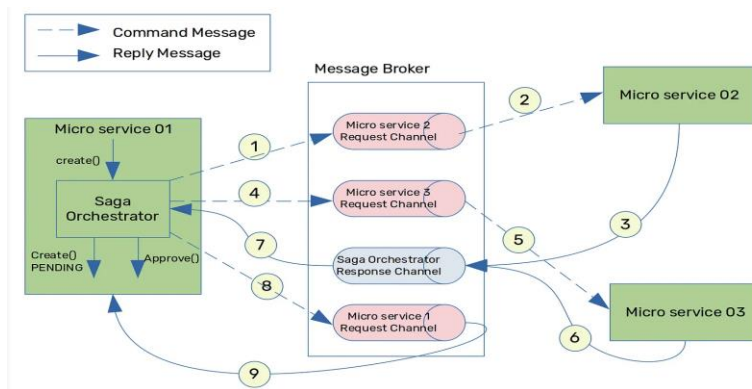 Command Message
Reply Message
Message Broker
2
Micro service 02
Micro service 01
1
Micro service 2
Request Channel
create()
Saga
Orchestrator
4
Micro service 3
Request Channel
5
3
7
Saga Orchestrator
Response Channel
Create()
PENDING
Approve()
8
Micro service 1
Request Channel
Micro service 03
6
9